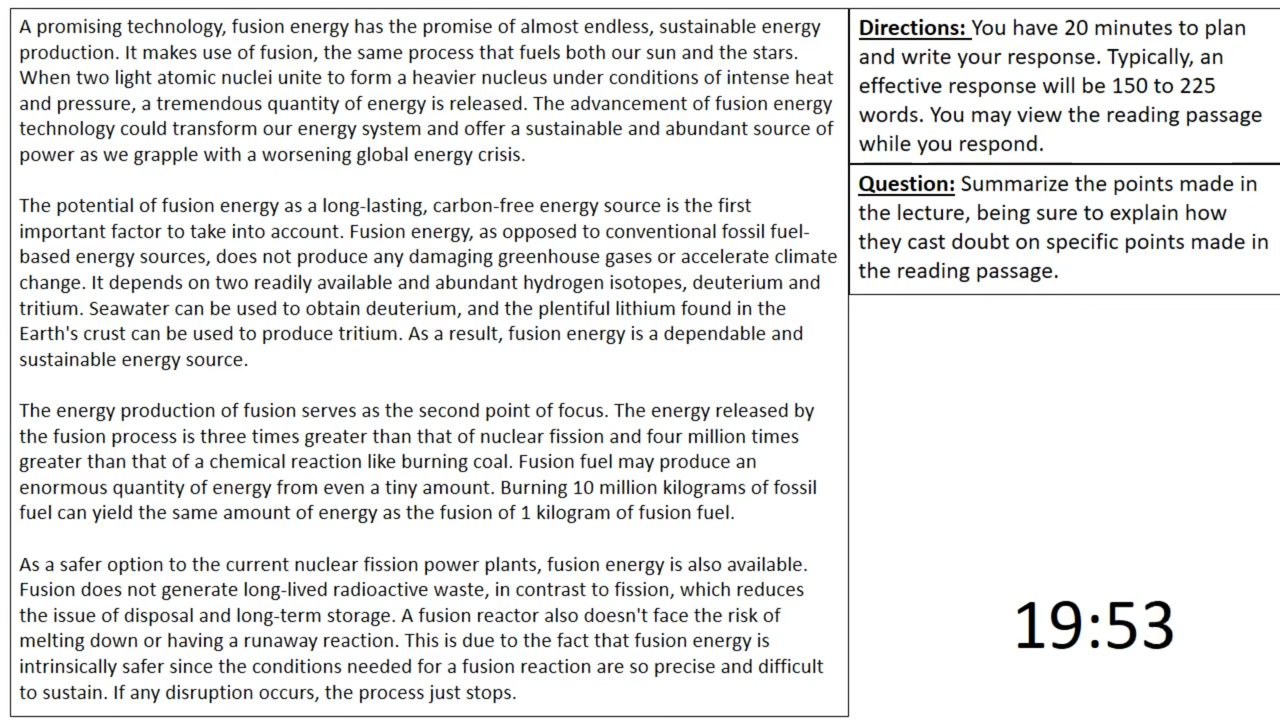 A promising technology, fusion energy has the promise of almost endless, sustainable energy
production. It makes use of fusion, the same process that fuels both our sun and the stars.
When two light atomic nuclei unite to form a heavier nucleus under conditions of intense heat
and pressure, a tremendous quantity of energy is released. The advancement of fusion energy
technology could transform our energy system and offer a sustainable and abundant source of
power as we grapple with a worsening global energy crisis.
The potential of fusion energy as a long-lasting, carbon-free energy source is the first
important factor to take into account. Fusion energy, as opposed to conventional fossil fuel-
based energy sources, does not produce any damaging greenhouse gases or accelerate climate
change. It depends on two readily available and abundant hydrogen isotopes, deuterium and
tritium. Seawater can be used to obtain deuterium, and the plentiful lithium found in the
Earth's crust can be used to produce tritium. As a result, fusion energy is a dependable and
sustainable energy source.
The energy production of fusion serves as the second point of focus. The energy released by
the fusion process is three times greater than that of nuclear fission and four million times
greater than that of a chemical reaction like burning coal. Fusion fuel may produce an
enormous quantity of energy from even a tiny amount. Burning 10 million kilograms of fossil
fuel can yield the same amount of energy as the fusion of 1 kilogram of fusion fuel.
As a safer option to the current nuclear fission power plants, fusion energy is also available.
Fusion does not generate long-lived radioactive waste, in contrast to fission, which reduces
the issue of disposal and long-term storage. A fusion reactor also doesn't face the risk of
melting down or having a runaway reaction. This is due to the fact that fusion energy is
intrinsically safer since the conditions needed for a fusion reaction are so precise and difficult
to sustain. If any disruption occurs, the process just stops.
Directions: You have 20 minutes to plan
and write your response. Typically, an
effective response will be 150 to 225
words. You may view the reading passage
while you respond.
Question: Summarize the points made in
the lecture, being sure to explain how
they cast doubt on specific points made in
the reading passage.
19:53